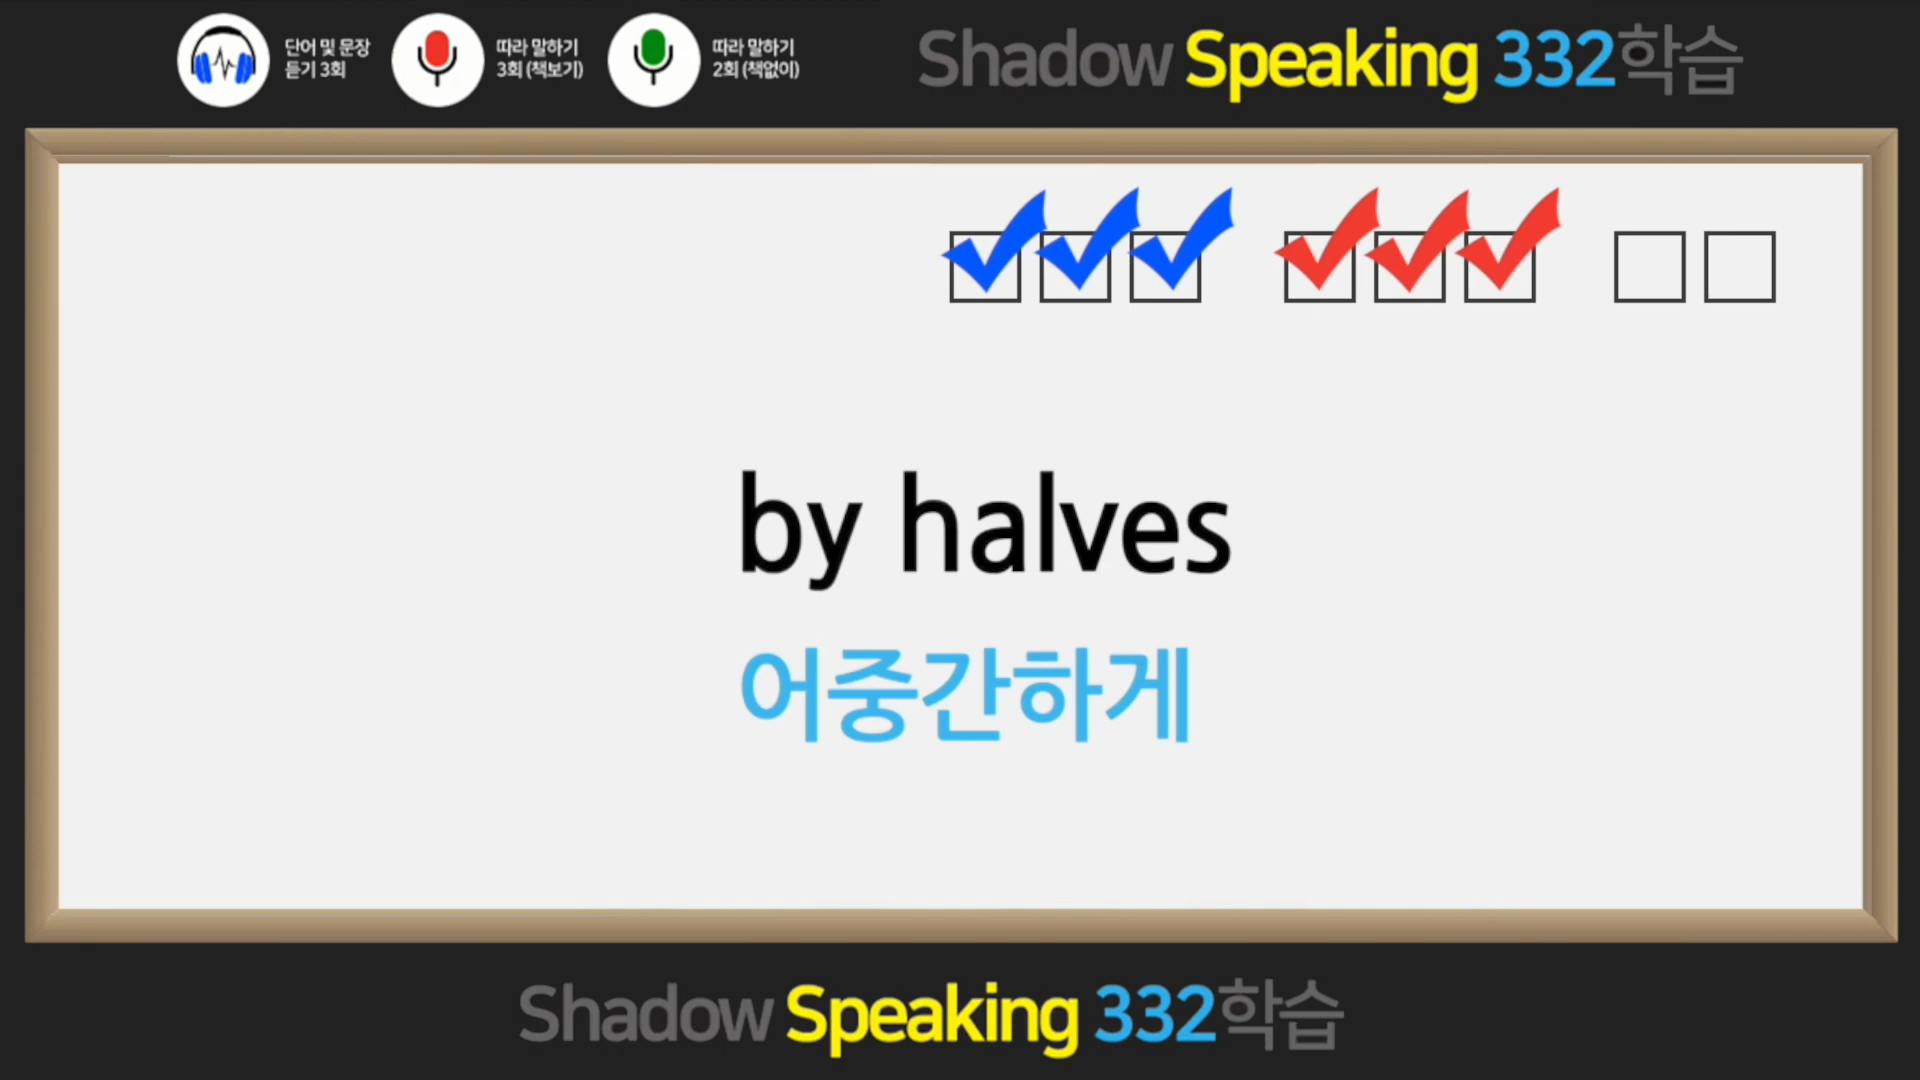 단어 및 문장
듣기 3회
따라 말하기
3회 (책보기)
따라 말하기
2회 (책없이)
Shadow Speaking 332학습
by halves
어중간하게
Shadow Speaking 332학습